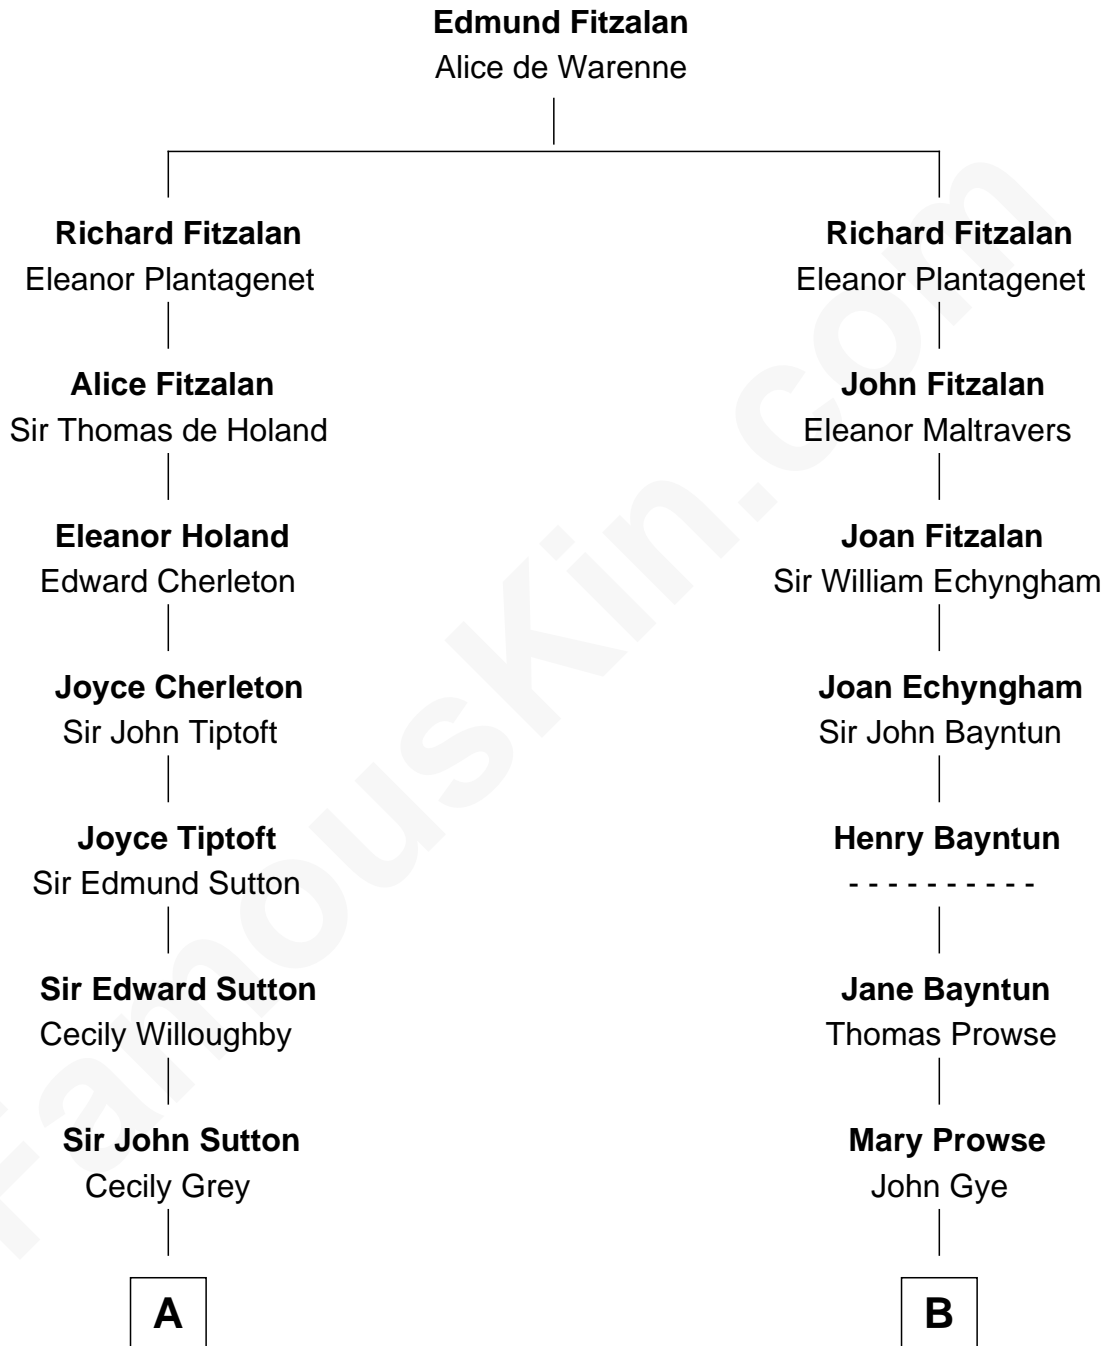 Edmund Fitzalan
Alice de Warenne
Richard Fitzalan
Eleanor Plantagenet
Alice Fitzalan
Sir Thomas de Holand
Eleanor Holand
Edward Cherleton
Joyce Cherleton
Sir John Tiptoft
Joyce Tiptoft
Sir Edmund Sutton
Sir Edward Sutton
Cecily Willoughby
Sir John Sutton
Cecily Grey
A
Richard Fitzalan
Eleanor Plantagenet
John Fitzalan
Eleanor Maltravers
Joan Fitzalan
Sir William Echyngham
Joan Echyngham
Sir John Bayntun
Henry Bayntun
- - - - - - - - - -
Jane Bayntun
Thomas Prowse
Mary Prowse
John Gye
B
FamousKin.com